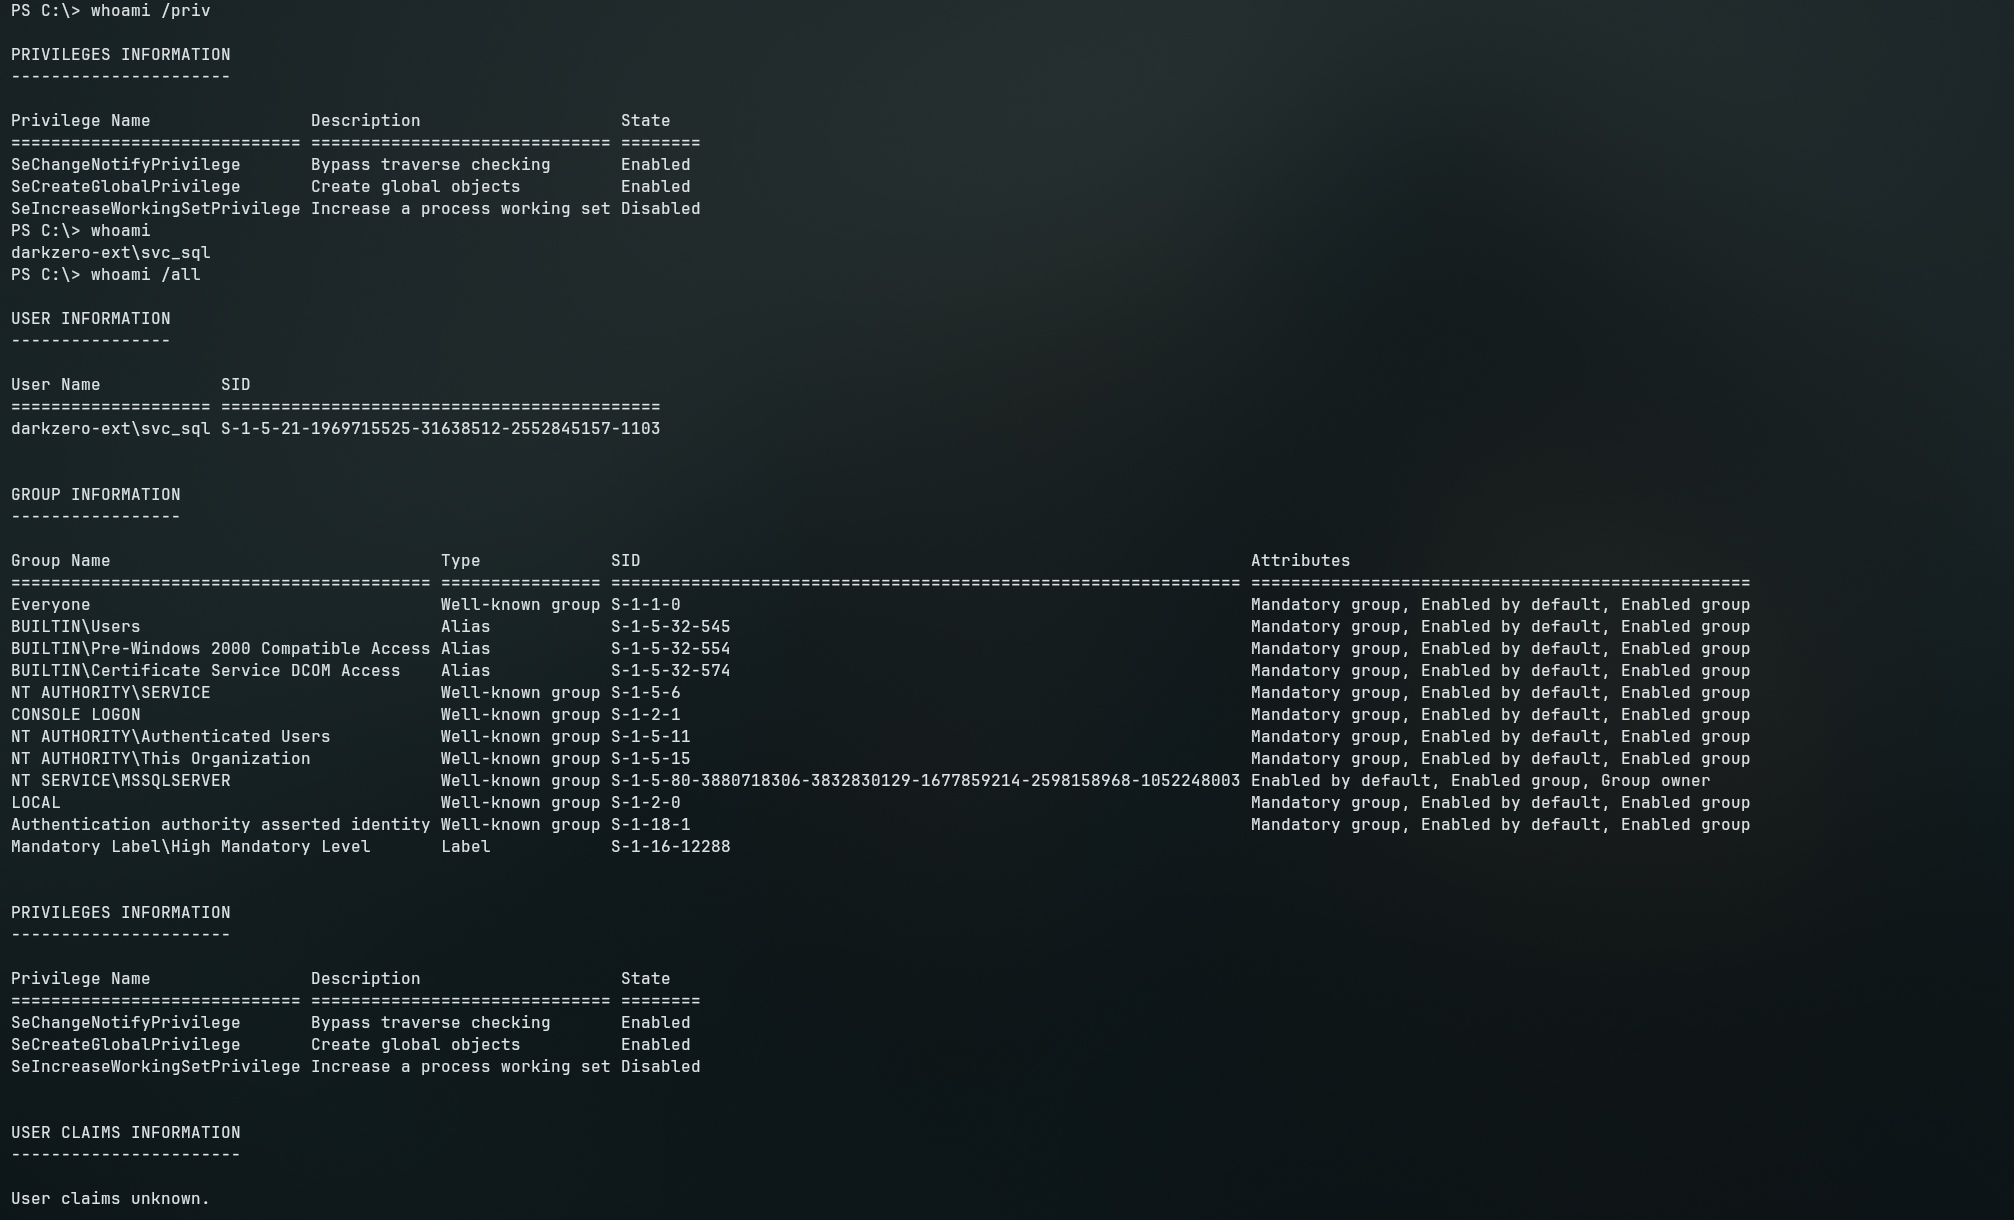 PS C:\> whoami /priv

PRIVILEGES INFORMATION
----------------------

Privilege Name                Description                    State
============================= ============================== ========
SeChangeNotifyPrivilege       Bypass traverse checking       Enabled
SeCreateGlobalPrivilege       Create global objects          Enabled
SeIncreaseWorkingSetPrivilege Increase a process working set Disabled
PS C:\> whoami
darkzero-ext\svc_sql
PS C:\> whoami /all

USER INFORMATION
----------------

User Name            SID
==================== ============================================
darkzero-ext\svc_sql S-1-5-21-1969715525-31638512-2552845157-1103


GROUP INFORMATION
-----------------

Group Name                                 Type             SID                                                             Attributes
========================================== ================ =============================================================== ==================================================
Everyone                                   Well-known group S-1-1-0                                                         Mandatory group, Enabled by default, Enabled group
BUILTIN\Users                              Alias            S-1-5-32-545                                                    Mandatory group, Enabled by default, Enabled group
BUILTIN\Pre-Windows 2000 Compatible Access Alias            S-1-5-32-554                                                    Mandatory group, Enabled by default, Enabled group
BUILTIN\Certificate Service DCOM Access    Alias            S-1-5-32-574                                                    Mandatory group, Enabled by default, Enabled group
NT AUTHORITY\SERVICE                       Well-known group S-1-5-6                                                         Mandatory group, Enabled by default, Enabled group
CONSOLE LOGON                              Well-known group S-1-2-1                                                         Mandatory group, Enabled by default, Enabled group
NT AUTHORITY\Authenticated Users           Well-known group S-1-5-11                                                        Mandatory group, Enabled by default, Enabled group
NT AUTHORITY\This Organization             Well-known group S-1-5-15                                                        Mandatory group, Enabled by default, Enabled group
NT SERVICE\MSSQLSERVER                     Well-known group S-1-5-80-3880718306-3832830129-1677859214-2598158968-1052248003 Enabled by default, Enabled group, Group owner
LOCAL                                      Well-known group S-1-2-0                                                         Mandatory group, Enabled by default, Enabled group
Authentication authority asserted identity Well-known group S-1-18-1                                                        Mandatory group, Enabled by default, Enabled group
Mandatory Label\High Mandatory Level       Label            S-1-16-12288


PRIVILEGES INFORMATION
----------------------

Privilege Name                Description                    State
============================= ============================== ========
SeChangeNotifyPrivilege       Bypass traverse checking       Enabled
SeCreateGlobalPrivilege       Create global objects          Enabled
SeIncreaseWorkingSetPrivilege Increase a process working set Disabled


USER CLAIMS INFORMATION
-----------------------

User claims unknown.